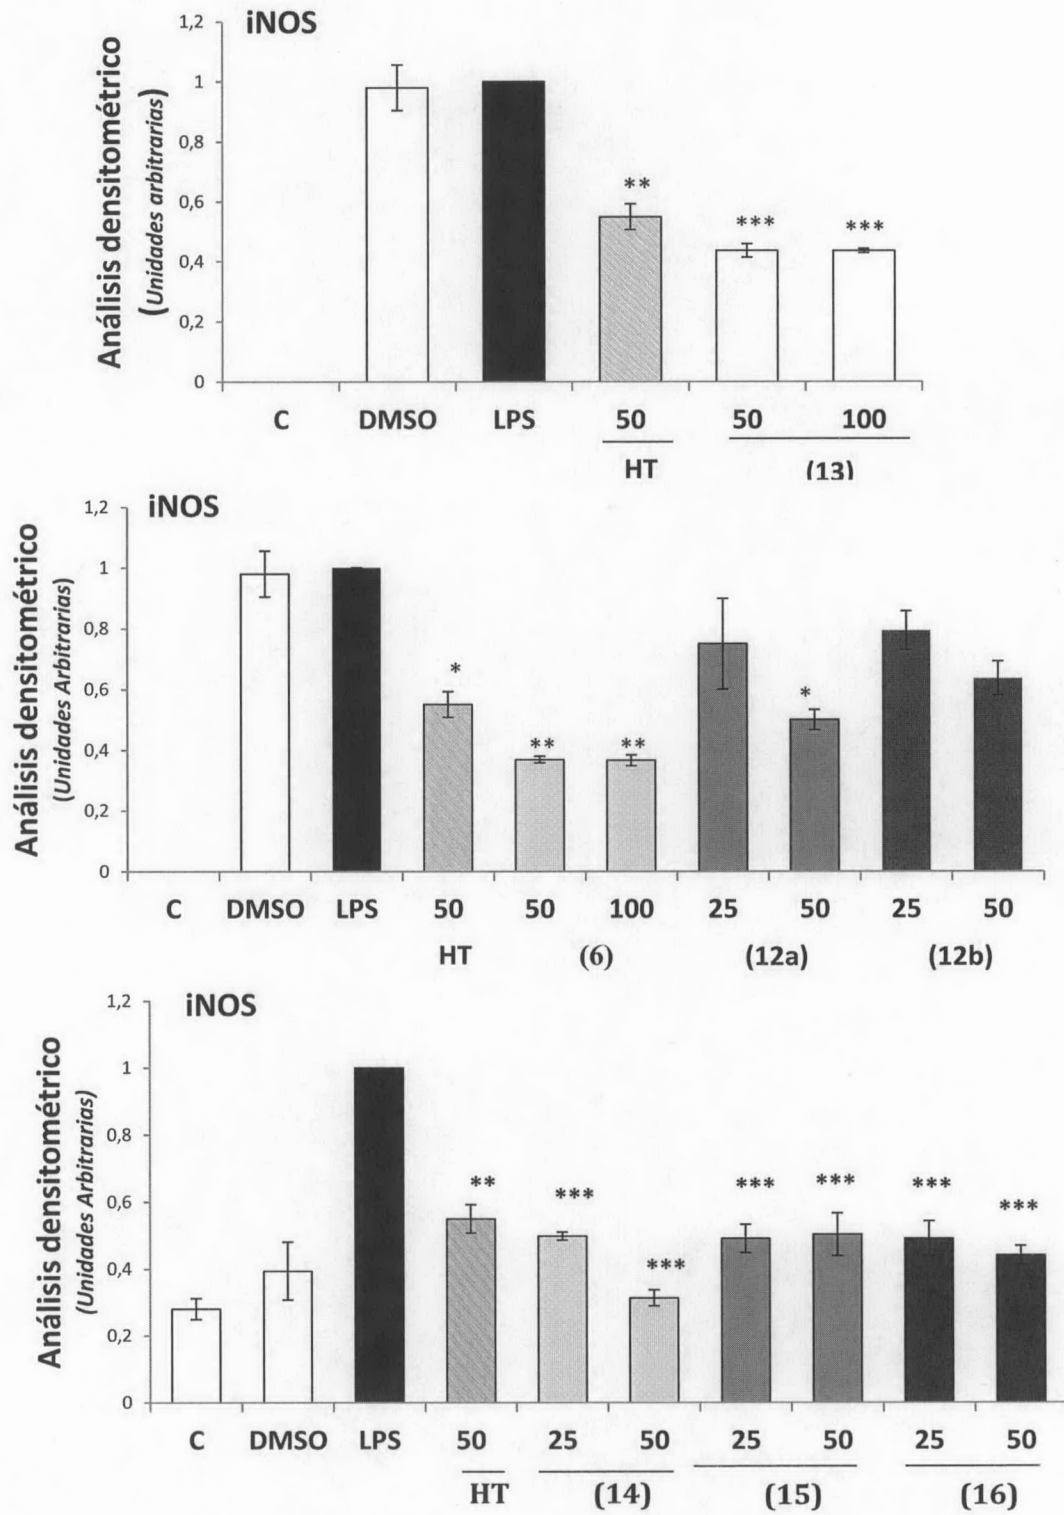 iNOS
Análisis densitométrico
(Unidades arbitrarias)
1,2
1
0,8
0,6
0,4
0,2
0
**
***
***
C DMSO LPS 50 50 100
HT (13)
iNOS
Análisis densitométrico
(Unidades Arbitrarias)
1,2
1
0,8
0,6
0,4
0,2
0
*
**
**
*
C DMSO LPS 50 50 100 25 50 25 50
HT (6) (12a) (12b)
iNOS
Análisis densitométrico
(Unidades Arbitrarias)
1,2
1
0,8
0,6
0,4
0,2
0
**
***
***
***
***
***
***
C DMSO LPS 50 25 50 25 50 25 50
HT (14) (15) (16)